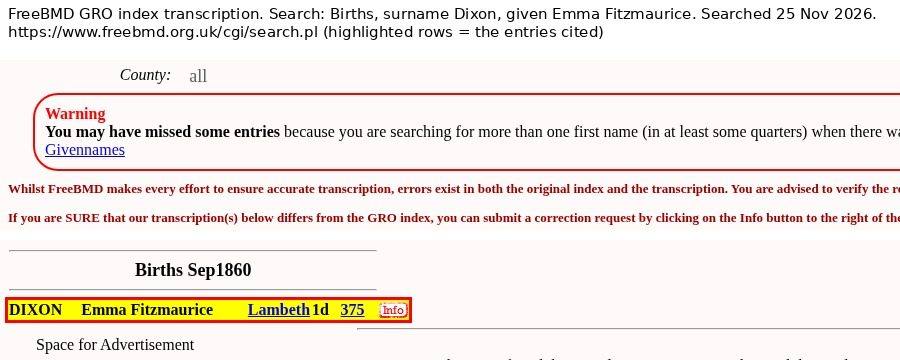 FreeBMD GRO index transcription. Search: Births, surname Dixon, given Emma Fitzmaurice. Searched 25 Nov 2026.
https://www.freebmd.org.uk/cgi/search.pl (highlighted rows = the entries cited)
County: all
Warning
You may have missed some entries because you are searching for more than one first name (in at least some quarters) when there
Givennames
Whilst FreeBMD makes every effort to ensure accurate transcription, errors exist in both the original index and the transcription. You are advised to verify the
If you are SURE that our transcription(s) below differs from the GRO index, you can submit a correction request by clicking on the Info button to the right of the
Births Sep1860
DIXON Emma Fitzmaurice Lambeth 1d 375 Info
Space for Advertisement